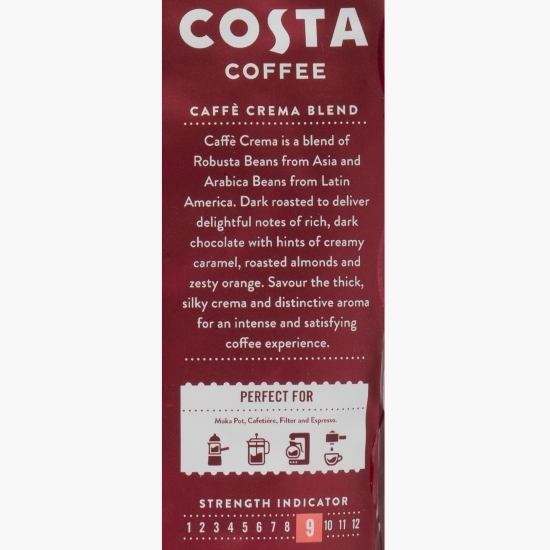 COSTA
COFFEE
CAFFÈ CREMA BLEND
Caffè Crema is a blend of
Robusta Beans from Asia and
Arabica Beans from Latin
America. Dark roasted to deliver
delightful notes of rich, dark
chocolate with hints of creamy
caramel, roasted almonds and
zesty orange. Savour the thick,
silky crema and distinctive aroma
for an intense and satisfying
coffee experience.
PERFECT FOR
Moka Pot, Cafetière, Filter and Espresso.
STRENGTH INDICATOR
1 2 3 4 5 6 7 8 9 10 11 12